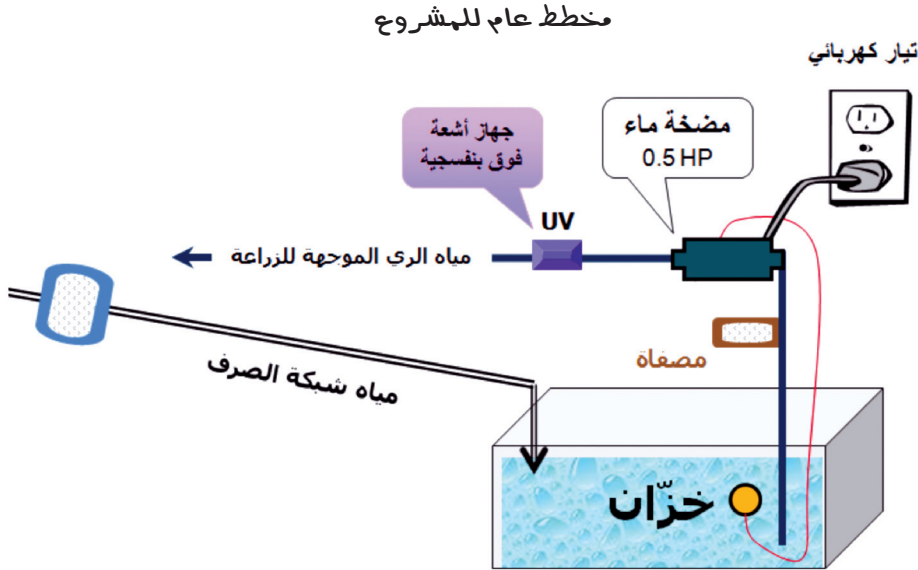 مخطط عام للمشروع
تيار كهربائي
مضخة ماء
0.5 HP
جهاز أشعة
فوق بنفسجية
UV
مياه الري الموجهة للزراعة
مصفاة
مياه شبكة الصرف
خزّان